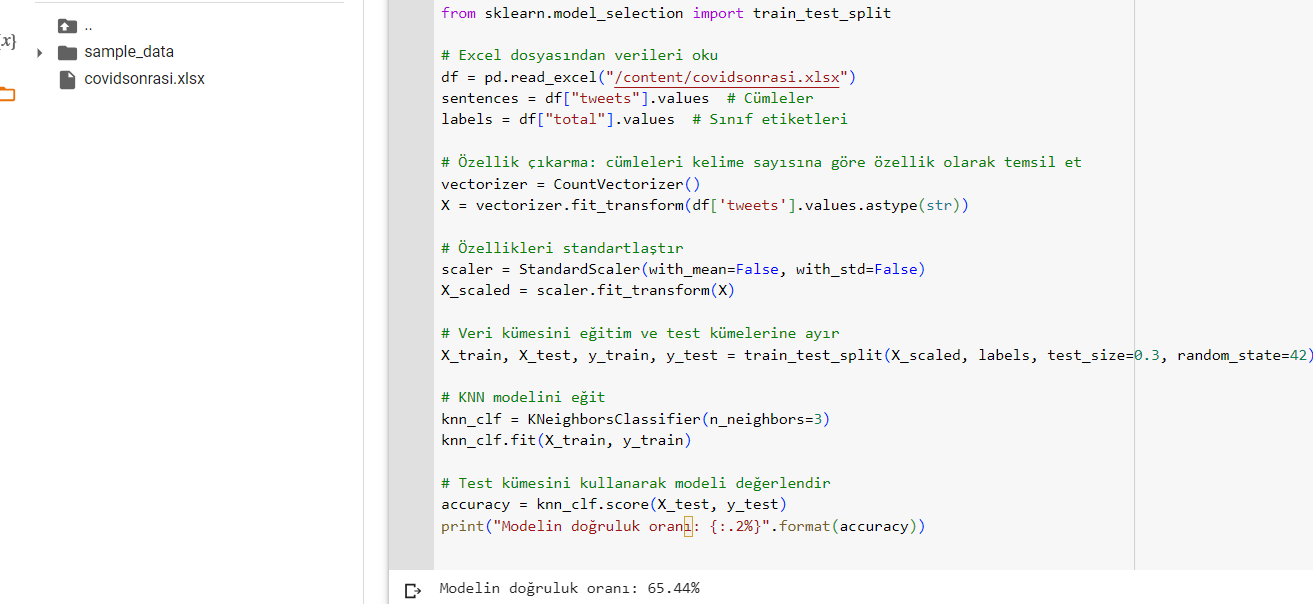 ..
sample_data
covidsonrasi.xlsx
{x}
from sklearn.model_selection import train_test_split
# Excel dosyasından verileri oku
df = pd.read_excel("/content/covidsonrasi.xlsx")
sentences = df["tweets"].values  # Cümleler
labels = df["total"].values  # Sınıf etiketleri
# Özellik çıkarma: cümleleri kelime sayısına göre özellik olarak temsil et
vectorizer = CountVectorizer()
X = vectorizer.fit_transform(df['tweets'].values.astype(str))
# Özellikleri standartlaştır
scaler = StandardScaler(with_mean=False, with_std=False)
X_scaled = scaler.fit_transform(X)
# Veri kümesini eğitim ve test kümelerine ayır
X_train, X_test, y_train, y_test = train_test_split(X_scaled, labels, test_size=0.3, random_state=42)
# KNN modelini eğit
knn_clf = KNeighborsClassifier(n_neighbors=3)
knn_clf.fit(X_train, y_train)
# Test kümesini kullanarak modeli değerlendir
accuracy = knn_clf.score(X_test, y_test)
print("Modelin doğruluk oranı: {:.2%}".format(accuracy))
Modelin doğruluk oranı: 65.44%